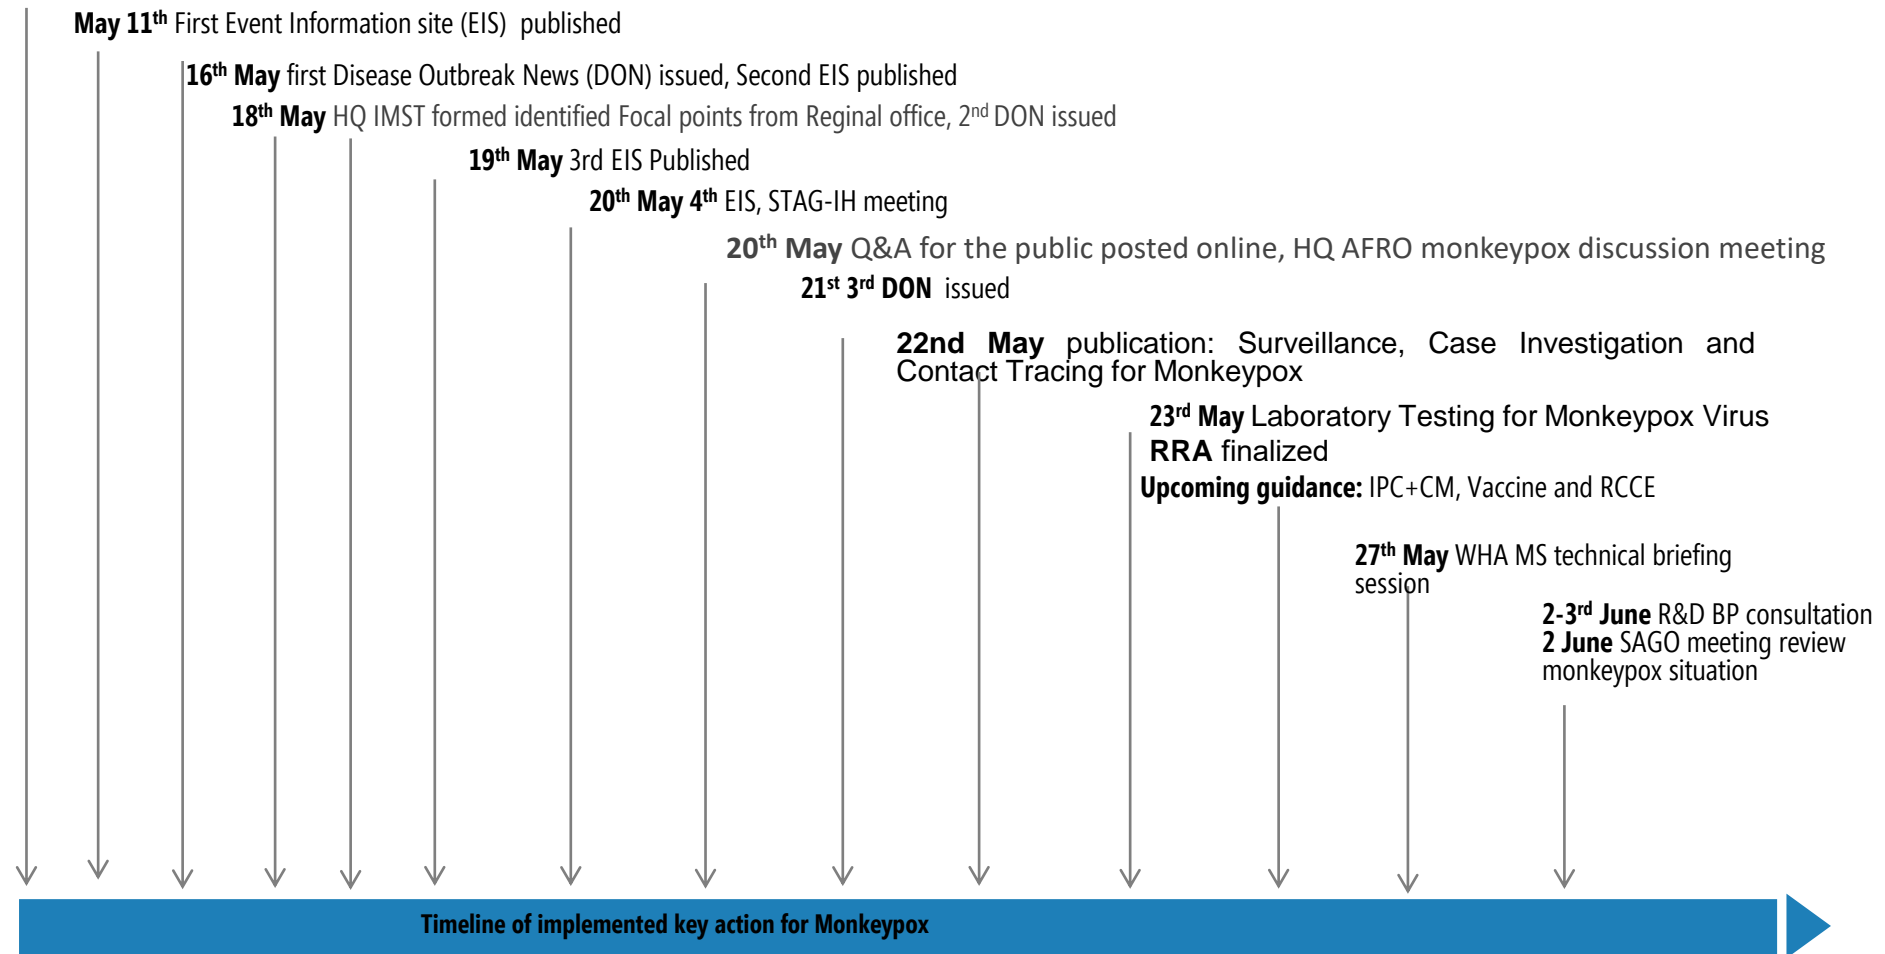 May 11th First Event Information site (EIS) published
16th May first Disease Outbreak News (DON) issued, Second EIS published
18th May HQ IMST formed identified Focal points from Reginal office, 2nd DON issued
19th May 3rd EIS Published
20th May 4th EIS, STAG-IH meeting
20th May Q&A for the public posted online, HQ AFRO monkeypox discussion meeting
21st 3rd DON issued
22nd May publication: Surveillance, Case Investigation and
Contact Tracing for Monkeypox
23rd May Laboratory Testing for Monkeypox Virus
RRA finalized
Upcoming guidance: IPC+CM, Vaccine and RCCE
27th May WHA MS technical briefing
session
2-3rd June R&D BP consultation
2 June SAGO meeting review
monkeypox situation
Timeline of implemented key action for Monkeypox